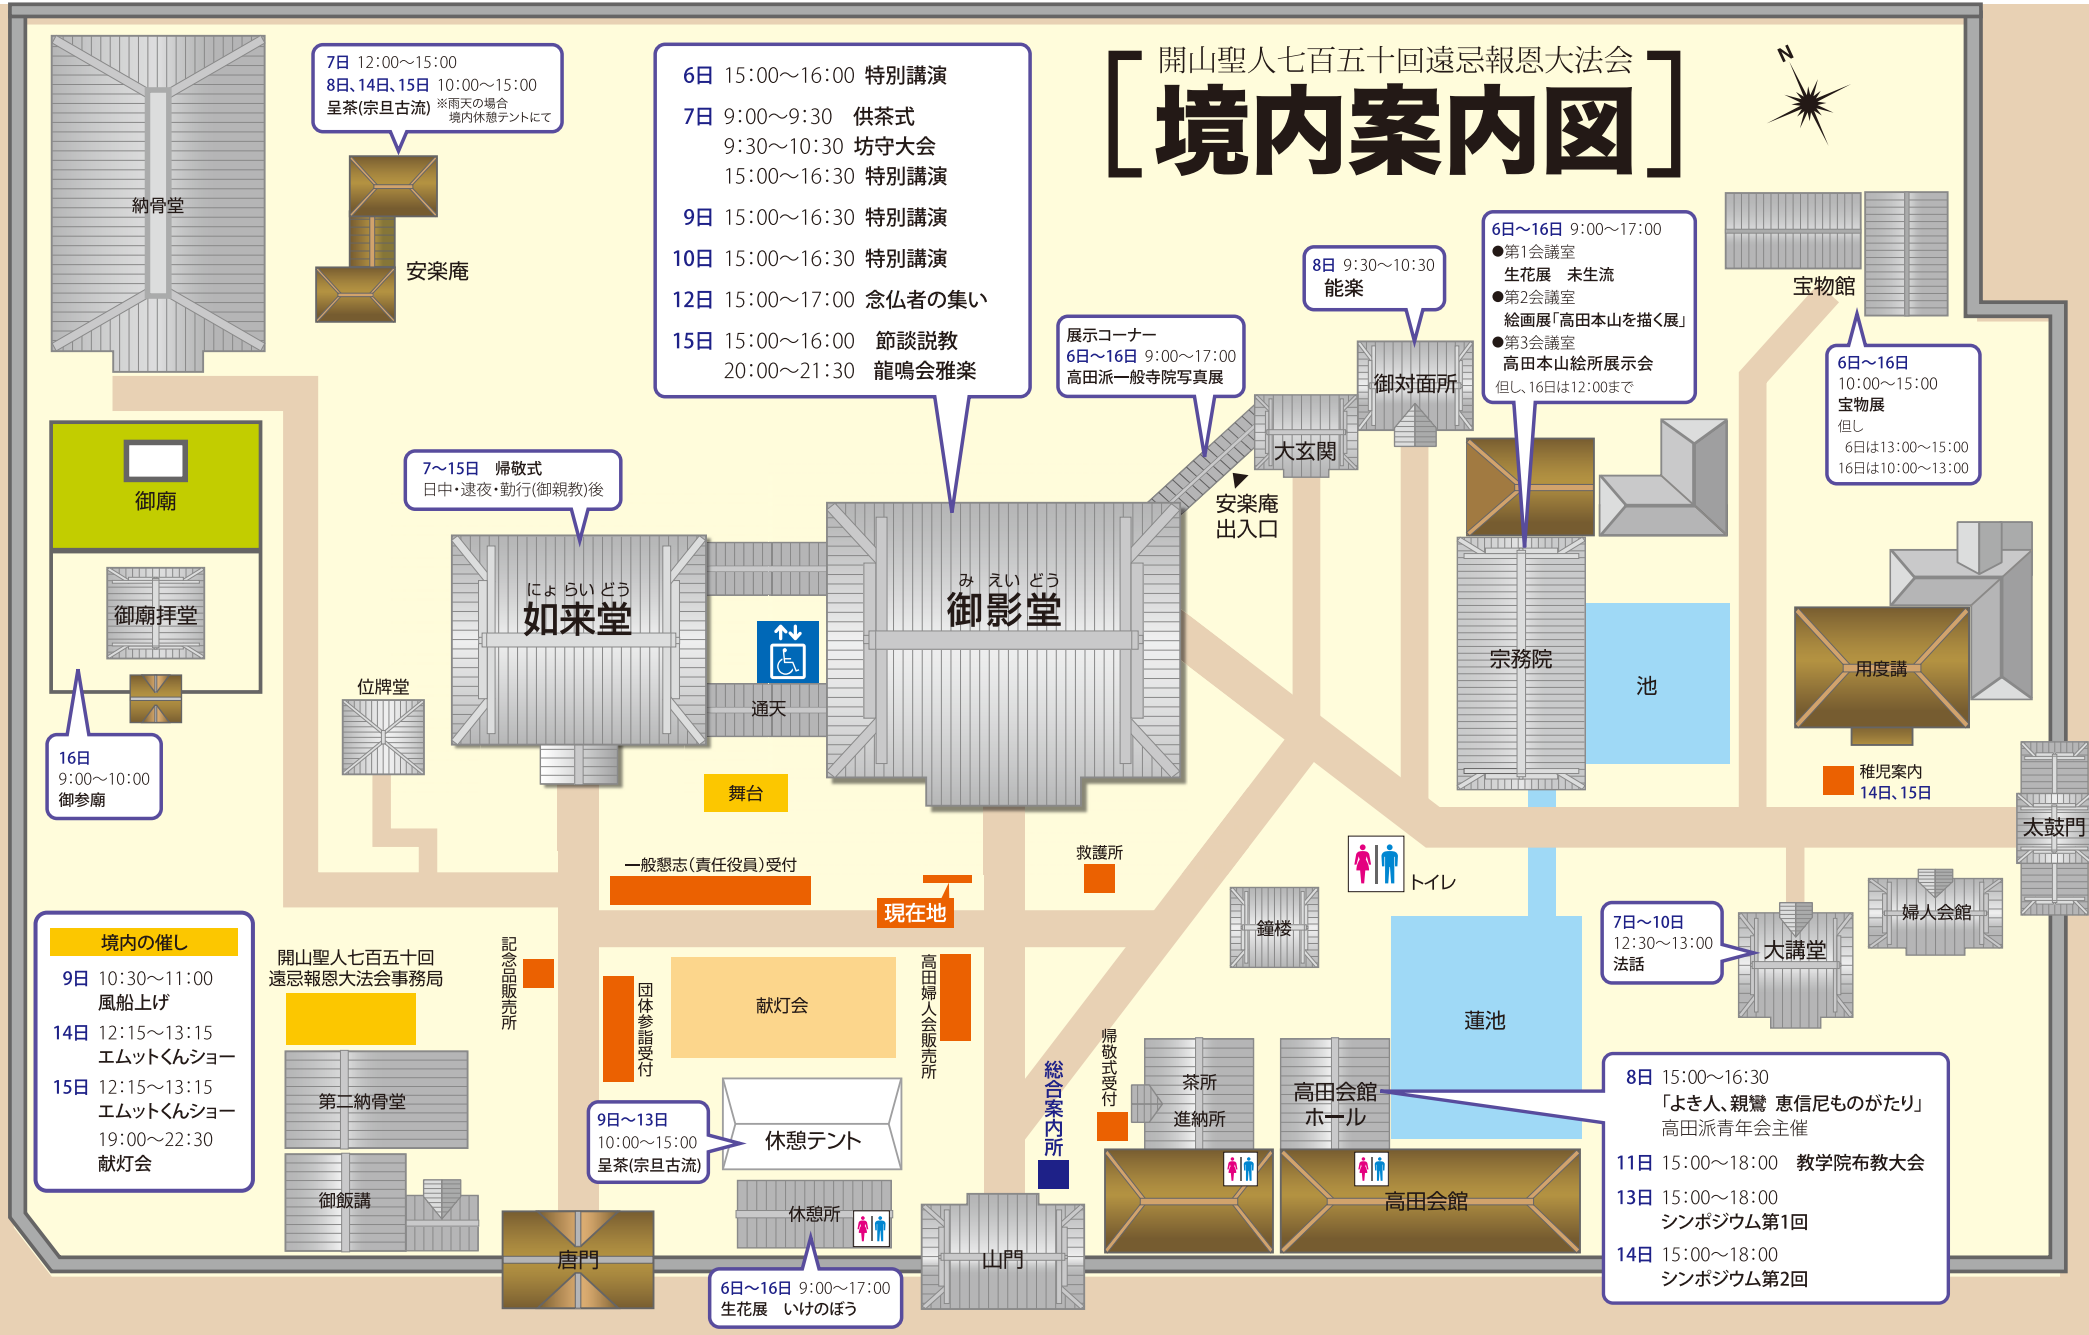 開山聖人七百五十回遠忌報恩大法会
境内案内図
N
7日 12:00～15:00
8日、14日、15日 10:00～15:00
呈茶(宗旦古流) ※雨天の場合
境内休憩テントにて
納骨堂
安楽庵
6日 15:00～16:00 特別講演
7日 9:00～9:30 供茶式
9:30～10:30 坊守大会
15:00～16:30 特別講演
9日 15:00～16:30 特別講演
10日 15:00～16:30 特別講演
12日 15:00～17:00 念仏者の集い
15日 15:00～16:00 節談説教
20:00～21:30 龍鳴会雅楽
展示コーナー
6日～16日 9:00～17:00
高田派一般寺院写真展
8日 9:30～10:30
能楽
6日～16日 9:00～17:00
●第1会議室
生花展 未生流
●第2会議室
絵画展「高田本山を描く展」
●第3会議室
高田本山絵所展示会
但し、16日は12:00まで
宝物館
6日～16日
10:00～15:00
宝物展
但し
6日は13:00～15:00
16日は10:00～13:00
御対面所
大玄関
安楽庵
出入口
7～15日 帰敬式
日中・逮夜・勤行(御親教)後
御廟
御廟拝堂
16日
9:00～10:00
御参廟
位牌堂
にょ らい どう
如来堂
通天
み えい どう
御影堂
宗務院
池
用度講
稚児案内
14日、15日
太鼓門
舞台
一般懇志(責任役員)受付
現在地
救護所
トイレ
鐘楼
婦人会館
大講堂
7日～10日
12:30～13:00
法話
境内の催し
9日 10:30～11:00
風船上げ
14日 12:15～13:15
エムットくんショー
15日 12:15～13:15
エムットくんショー
19:00～22:30
献灯会
開山聖人七百五十回
遠忌報恩大法会事務局
記念品販売所
団体参詣受付
献灯会
高田婦人会販売所
蓮池
第二納骨堂
御飯講
9日～13日
10:00～15:00
呈茶(宗旦古流)
休憩テント
休憩所
6日～16日 9:00～17:00
生花展 いけのぼう
唐門
山門
総合案内所
帰敬式受付
茶所
進納所
高田会館
ホール
高田会館
8日 15:00～16:30
「よき人、親鸞 恵信尼ものがたり」
高田派青年会主催
11日 15:00～18:00 教学院布教大会
13日 15:00～18:00
シンポジウム第1回
14日 15:00～18:00
シンポジウム第2回